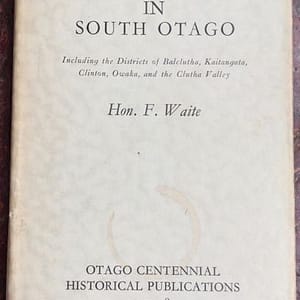 IN
SOUTH OTAGO
Including the Districts of Balclutha, Kaitangata,
Clinton, Owaka, and the Clutha Valley
Hon. F. Waite
OTAGO CENTENNIAL
HISTORICAL PUBLICATIONS